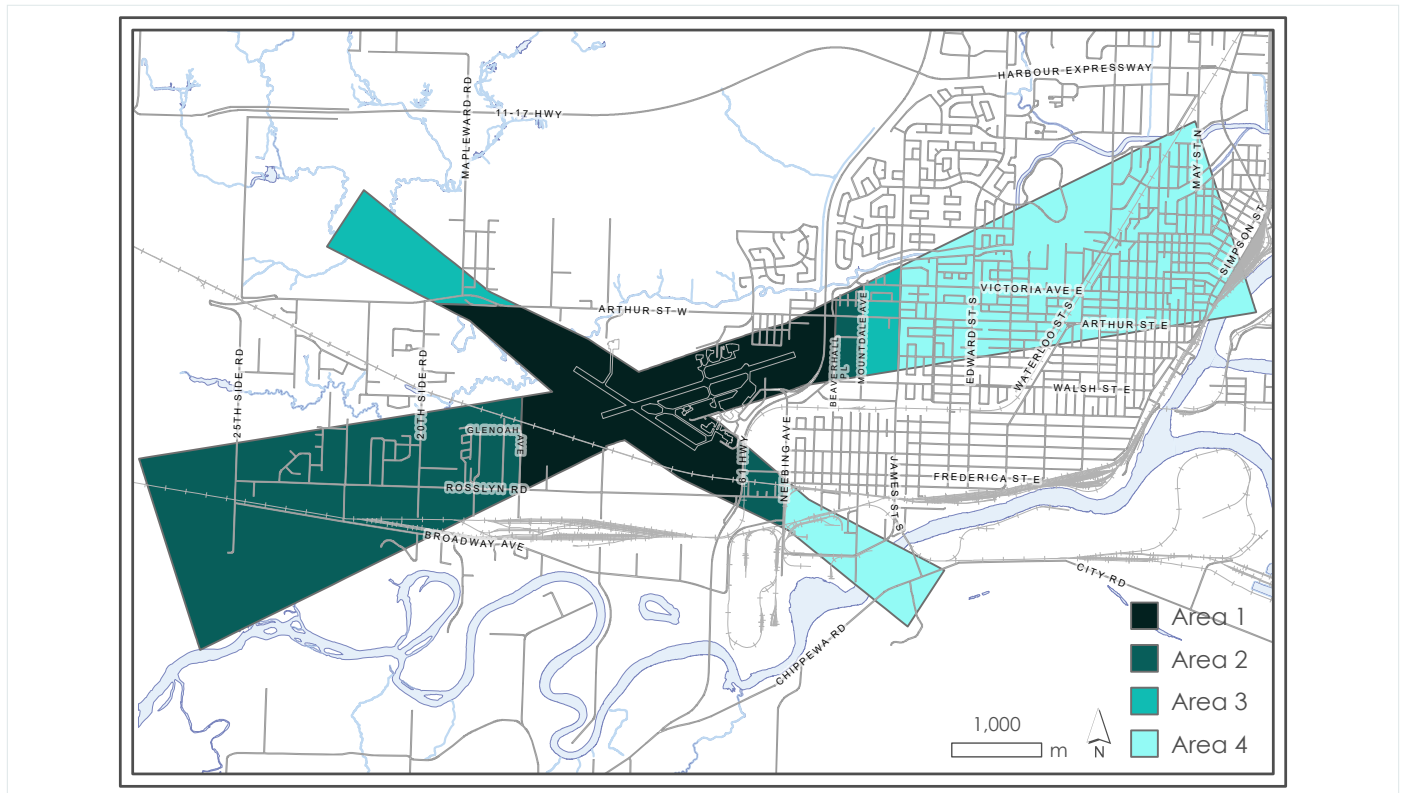 HARBOUR EXPRESSWAY
11-17 HWY
MAPLEWARD RD
MAY ST N
SIMPSON ST
VICTORIA AVE E
ARTHUR ST W
ARTHUR ST E
EDWARD ST S
WATERLOO ST S
MOUNTDALE AVE
BEAVERHALL
PL
WALSH ST E
25TH SIDE RD
20TH SIDE RD
GLENOAH
AVE
61 HWY
NEEBING AVE
JAMES ST S
FREDERICA ST E
ROSSLYN RD
BROADWAY AVE
CITY RD
CHIPPEWA RD
Area 1
Area 2
Area 3
Area 4
1,000
m
N